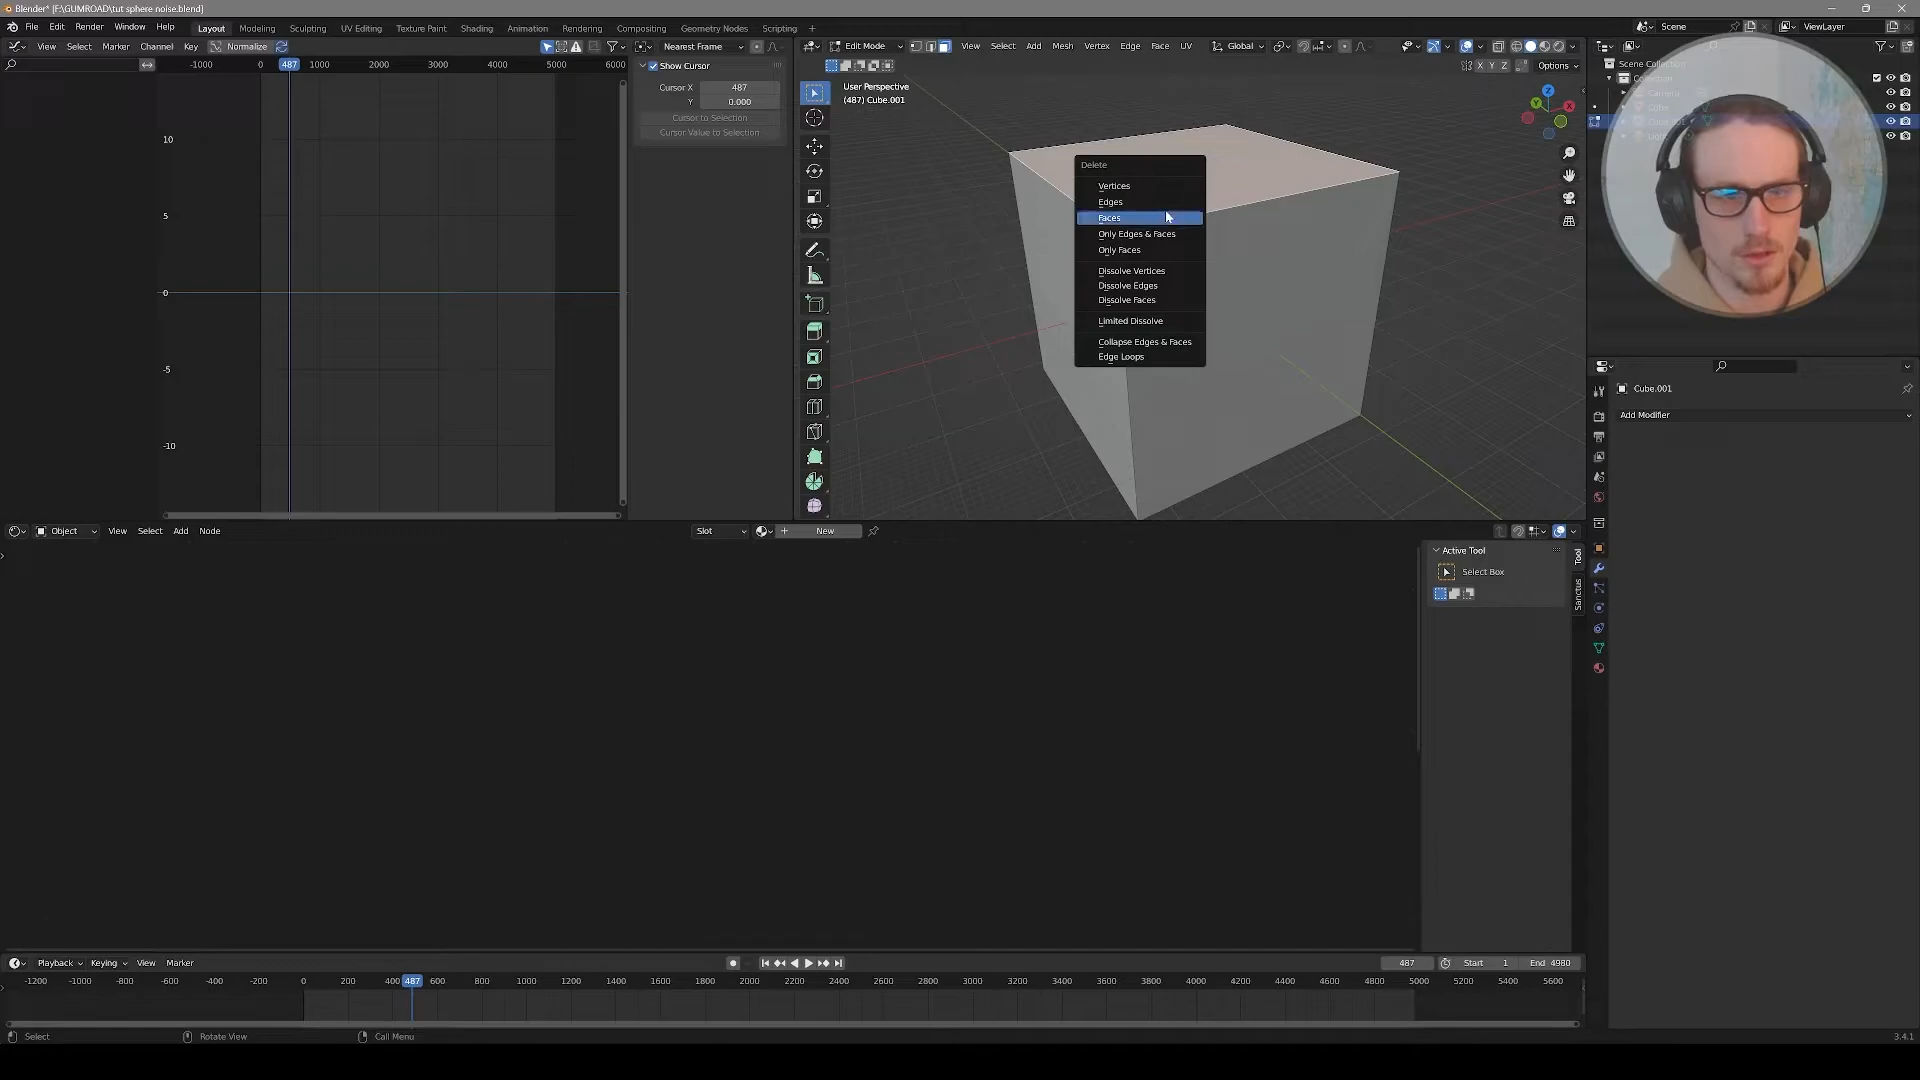 Blender* [F:\GUMROAD\tut sphere noise.blend]
File Edit Render Window Help Layout Modeling Sculpting UV Editing Texture Paint Shading Animation Rendering Compositing Geometry Nodes Scripting + Scene ViewLayer
View Select Marker Channel Key Normalize Nearest Frame Edit Mode View Select Add Mesh Vertex Edge Face UV Global
-1000 0 487 1000 2000 3000 4000 5000 6000
Show Cursor
X Y Z Options
Scene Collection
Cursor X 487
Y 0.000
Cursor to Selection
Cursor Value to Selection
User Perspective
(487) Cube.001
10
5
0
-5
-10
Z
Y
X
Delete
Vertices
Edges
Faces
Only Edges & Faces
Only Faces
Dissolve Vertices
Dissolve Edges
Dissolve Faces
Limited Dissolve
Collapse Edges & Faces
Edge Loops
Cube.001
Add Modifier
Object View Select Add Node Slot New
Active Tool
Select Box
Tool
Sanctus
Playback Keying View Marker 487 Start 1 End 4980
-1200 -1000 -800 -600 -400 -200 0 200 400 487 600 800 1000 1200 1400 1600 1800 2000 2200 2400 2600 2800 3000 3200 3400 3600 3800 4000 4200 4400 4600 4800 5000 5200 5400 5600
Select Rotate View Call Menu 3.4.1